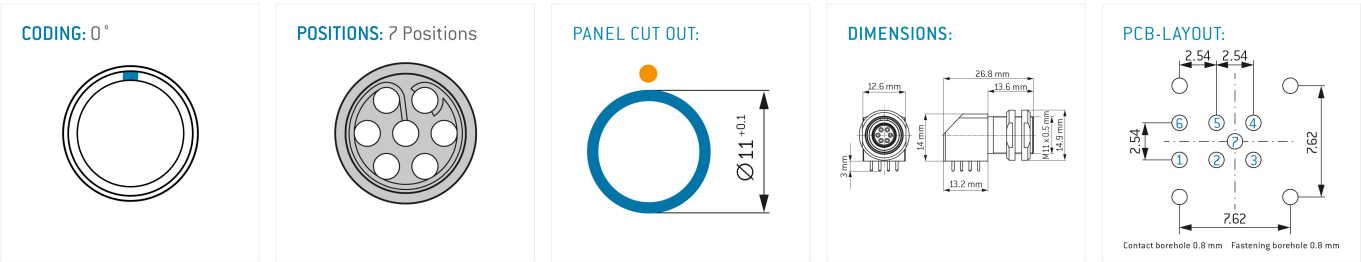 CODING: 0°
POSITIONS: 7 Positions
PANEL CUT OUT:
Ø11 +0.1
DIMENSIONS:
26.8 mm
12.6 mm
13.6 mm
14 mm
M11 x 0.5 mm
14.9 mm
3 mm
13.2 mm
PCB-LAYOUT:
2.54 2.54
6 5 4
2.54
7
7.62
1 2 3
7.62
Contact borehole 0.8 mm Fastening borehole 0.8 mm